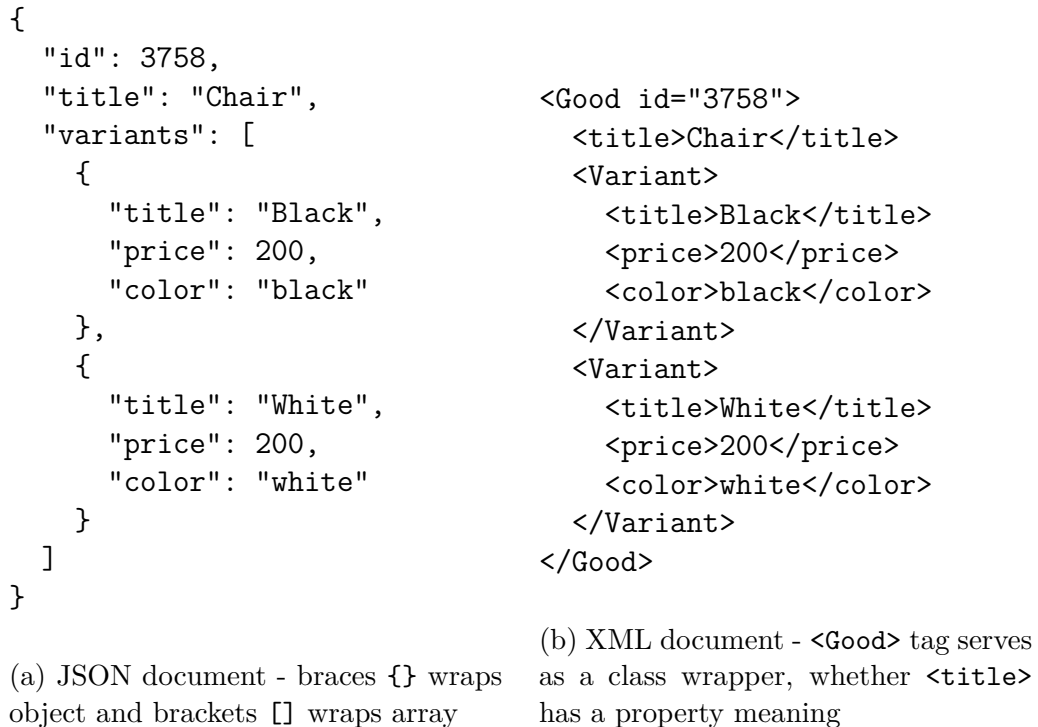 {
  "id": 3758,
  "title": "Chair",
  "variants": [
    {
      "title": "Black",
      "price": 200,
      "color": "black"
    },
    {
      "title": "White",
      "price": 200,
      "color": "white"
    }
  ]
}
(a) JSON document - braces {} wraps
object and brackets [] wraps array
<Good id="3758">
  <title>Chair</title>
  <Variant>
    <title>Black</title>
    <price>200</price>
    <color>black</color>
  </Variant>
  <Variant>
    <title>White</title>
    <price>200</price>
    <color>white</color>
  </Variant>
</Good>
(b) XML document - <Good> tag serves
as a class wrapper, whether <title>
has a property meaning